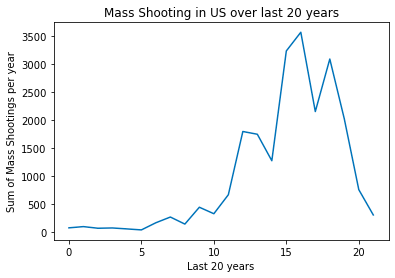 Mass Shooting in US over last 20 years
Sum of Mass Shootings per year
3500
3000
2500
2000
1500
1000
500
0
0 5 10 15 20
Last 20 years